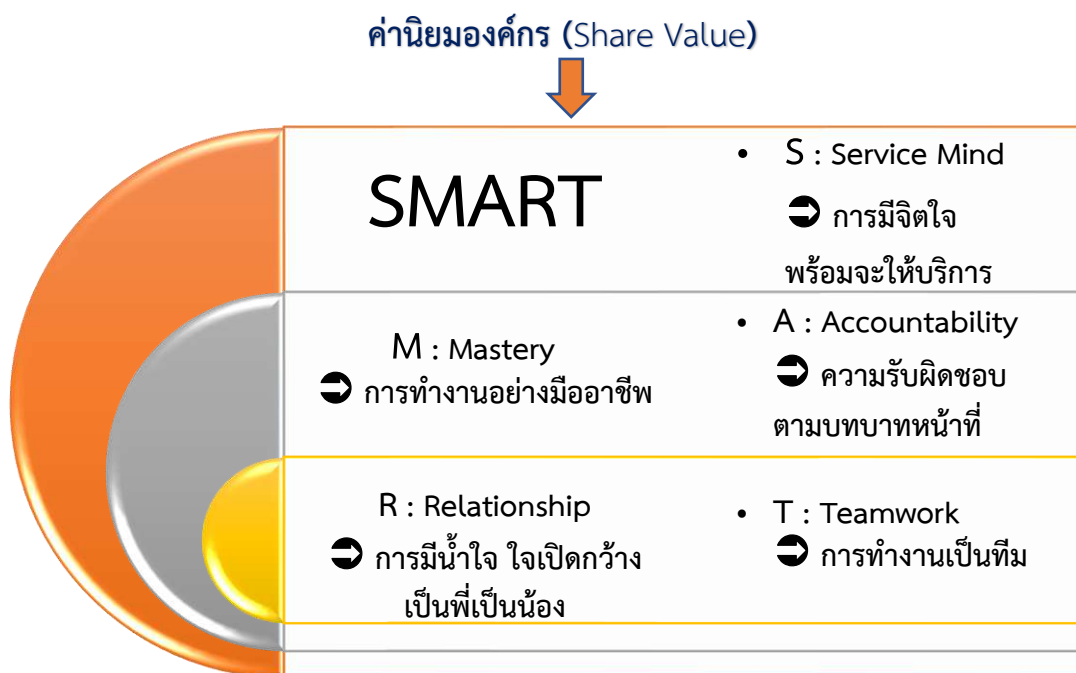 ค่านิยมองค์กร (Share Value)
SMART
• S : Service Mind
➲ การมีจิตใจ
พร้อมจะให้บริการ
M : Mastery
➲ การทำงานอย่างมืออาชีพ
• A : Accountability
➲ ความรับผิดชอบ
ตามบทบาทหน้าที่
R : Relationship
➲ การมีน้ำใจ ใจเปิดกว้าง
เป็นพี่เป็นน้อง
• T : Teamwork
➲ การทำงานเป็นทีม